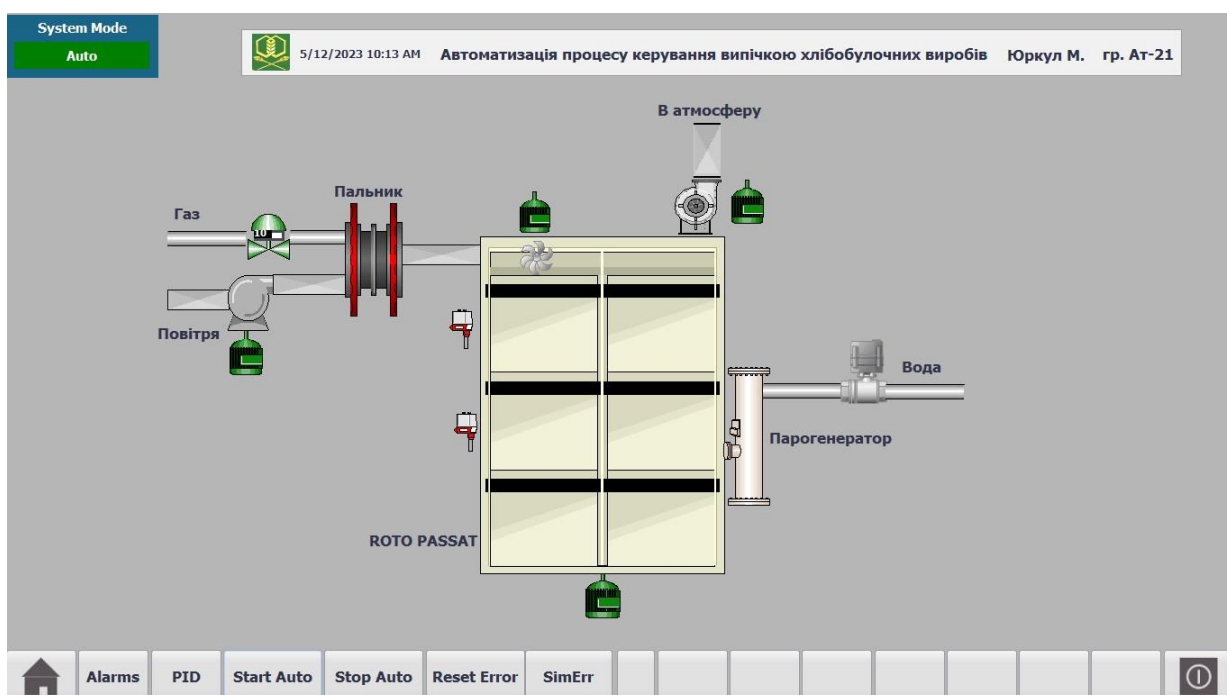 System Mode
Auto
5/12/2023 10:13 AM Автоматизація процесу керування випічкою хлібобулочних виробів Юркул М. гр. Ат-21
В атмосферу
Пальник
Газ
10
Повітря
Вода
Парогенератор
ROTO PASSAT
Alarms PID Start Auto Stop Auto Reset Error SimErr